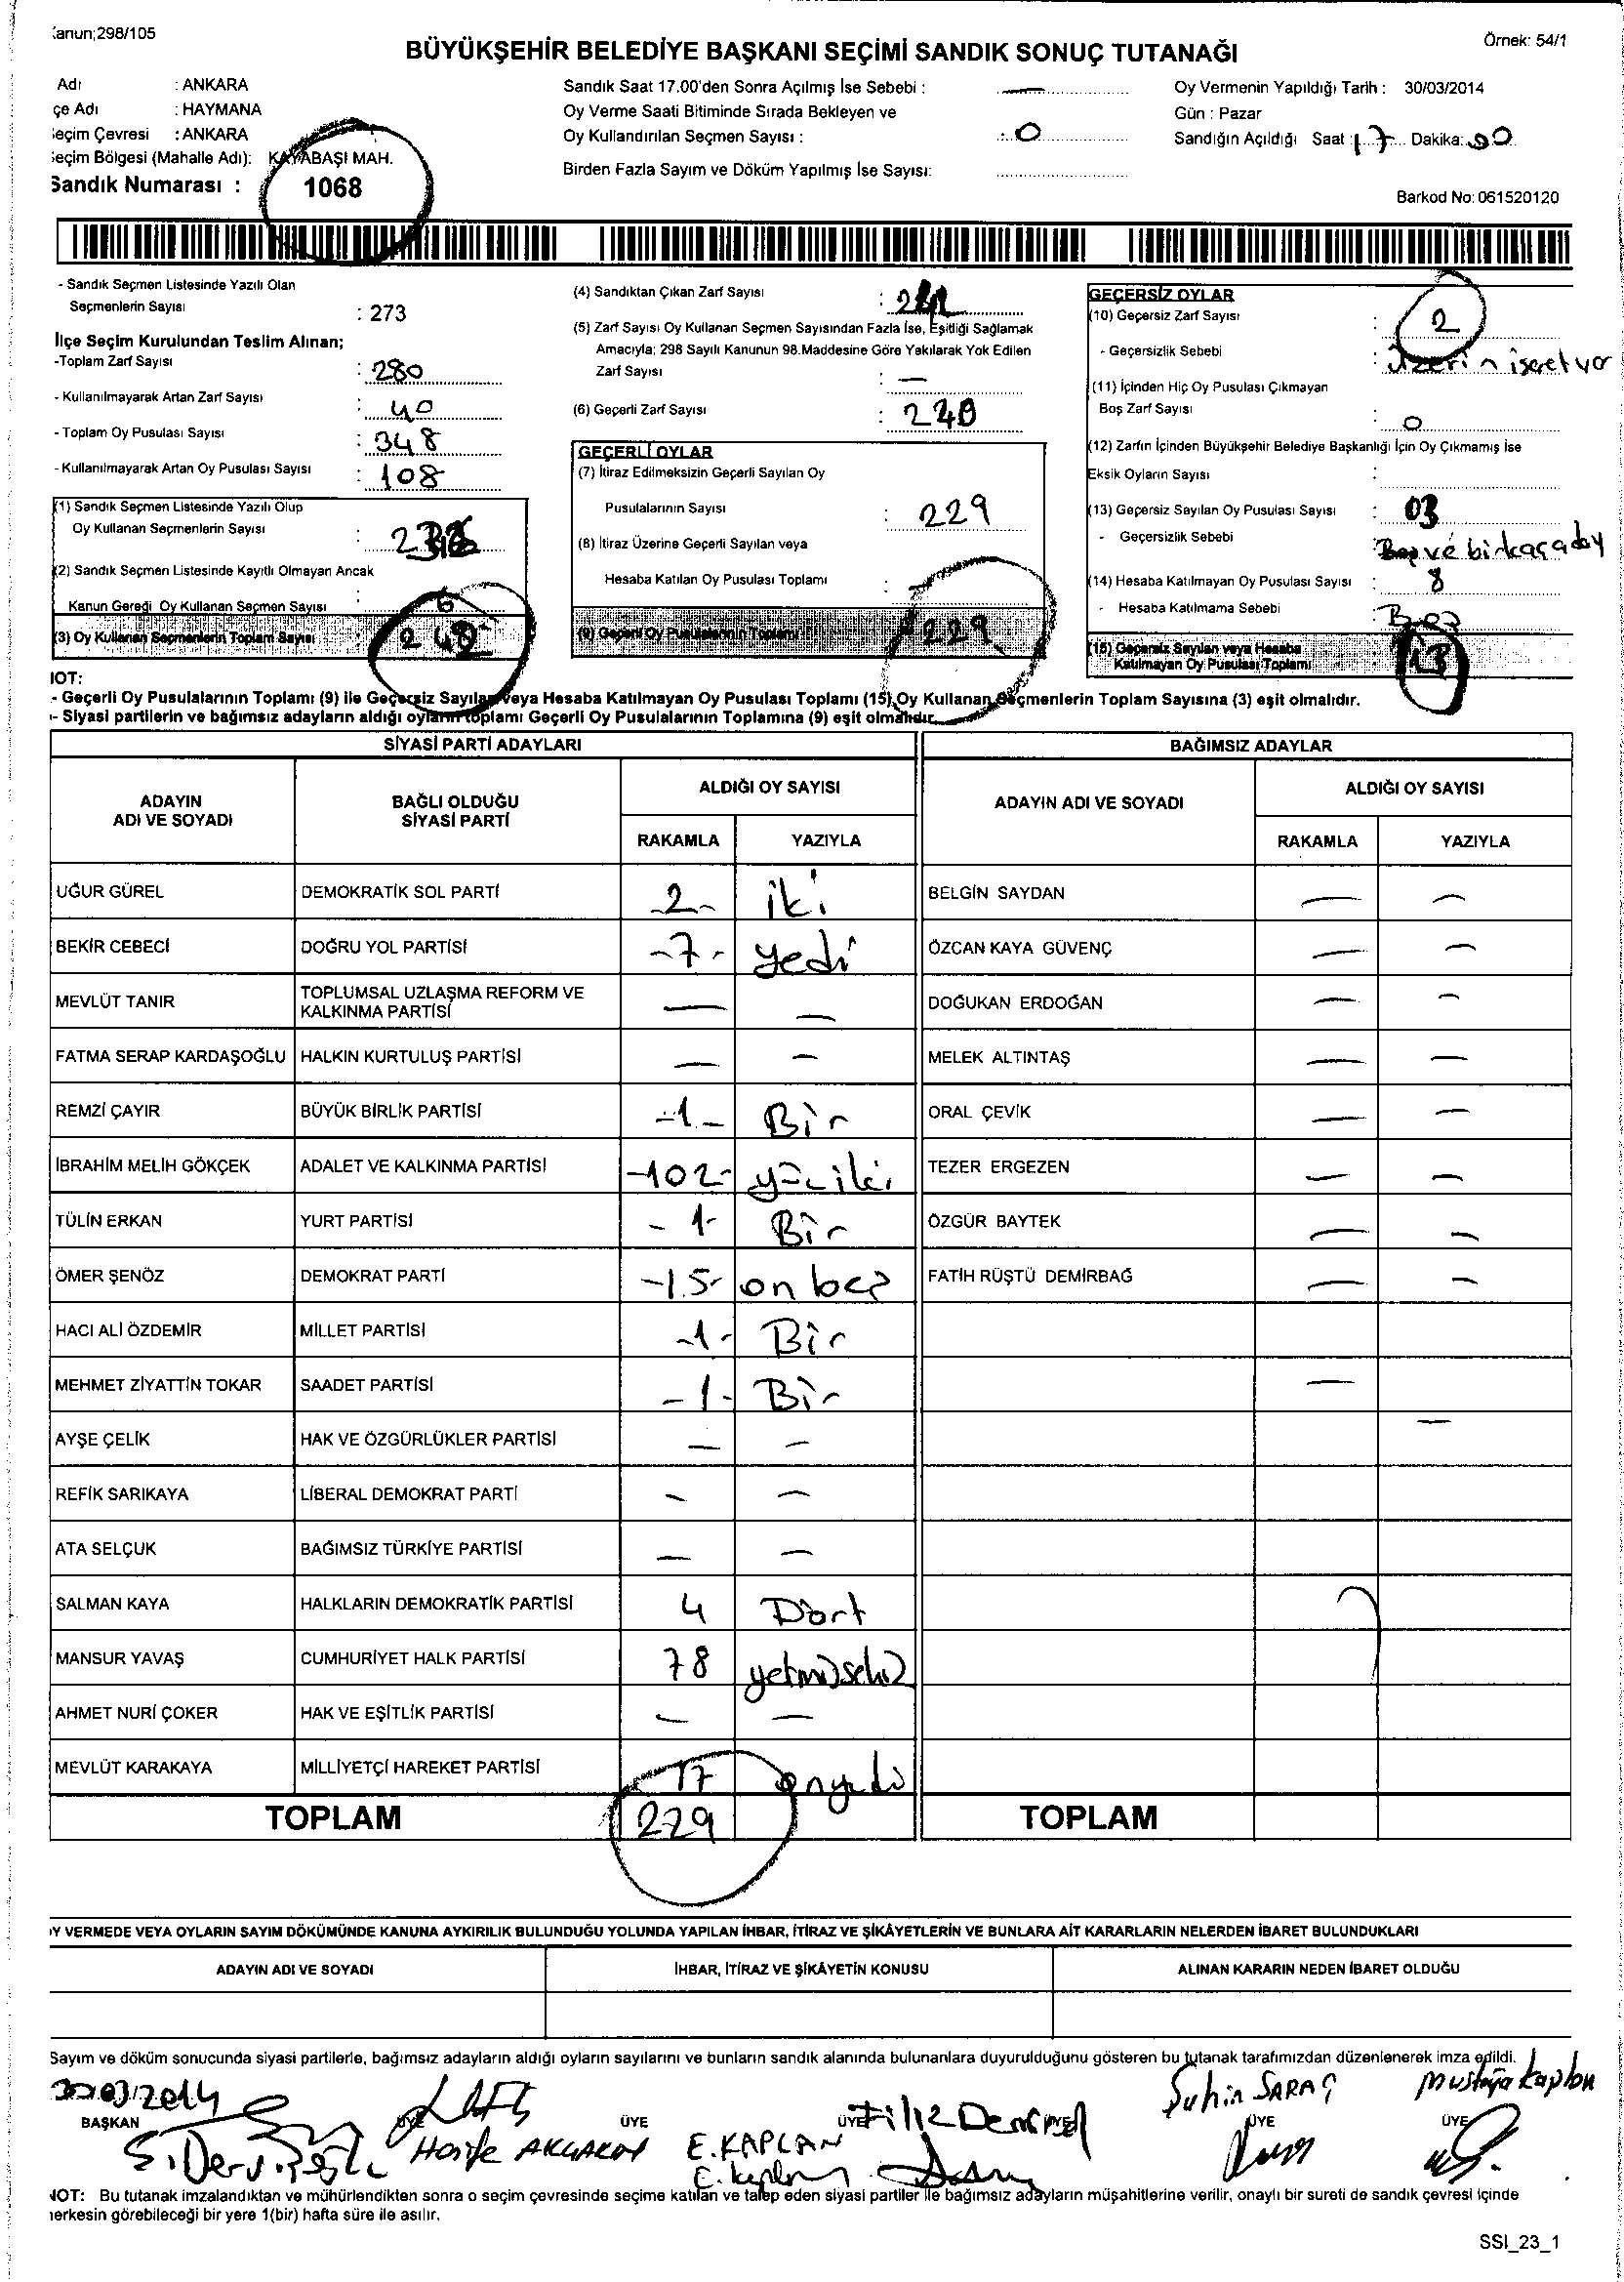 Kanun;298/105
Örnek: 54/1
BÜYÜKŞEHİR BELEDİYE BAŞKANI SEÇİMİ SANDIK SONUÇ TUTANAĞI
Adı : ANKARA
çe Adı : HAYMANA
eçim Çevresi : ANKARA
eçim Bölgesi (Mahalle Adı): KAYABAŞI MAH.
Sandık Numarası : 1068
Sandık Saat 17.00'den Sonra Açılmış İse Sebebi : —
Oy Verme Saati Bitiminde Sırada Bekleyen ve
Oy Kullandırılan Seçmen Sayısı : 0
Birden Fazla Sayım ve Döküm Yapılmış İse Sayısı:
Oy Vermenin Yapıldığı Tarih : 30/03/2014
Gün : Pazar
Sandığın Açıldığı Saat 17 Dakika:
Barkod No: 061520120
- Sandık Seçmen Listesinde Yazılı Olan
Seçmenlerin Sayısı : 273
İlçe Seçim Kurulundan Teslim Alınan;
-Toplam Zarf Sayısı : 280
- Kullanılmayarak Artan Zarf Sayısı : 40
- Toplam Oy Pusulası Sayısı : 348
- Kullanılmayarak Artan Oy Pusulası Sayısı : 108
(1) Sandık Seçmen Listesinde Yazılı Olup
Oy Kullanan Seçmenlerin Sayısı :
(2) Sandık Seçmen Listesinde Kayıtlı Olmayan Ancak
Kanun Gereği Oy Kullanan Seçmen Sayısı : 6
(3) Oy Kullanan Seçmenlerin Toplam Sayısı 242
(4) Sandıktan Çıkan Zarf Sayısı :
(5) Zarf Sayısı Oy Kullanan Seçmen Sayısından Fazla İse, Eşitliği Sağlamak
Amacıyla; 298 Sayılı Kanunun 98.Maddesine Göre Yakılarak Yok Edilen
Zarf Sayısı : —
(6) Geçerli Zarf Sayısı : 240
GEÇERLİ OYLAR
(7) İtiraz Edilmeksizin Geçerli Sayılan Oy
Pusulalarının Sayısı : 229
(8) İtiraz Üzerine Geçerli Sayılan veya
Hesaba Katılan Oy Pusulası Toplamı :
(9) Geçerli Oy Pusulalarının Toplamı 229
GEÇERSİZ OYLAR
(10) Geçersiz Zarf Sayısı : 2
- Geçersizlik Sebebi : Üzerin işaret var
(11) İçinden Hiç Oy Pusulası Çıkmayan
Boş Zarf Sayısı : 0
(12) Zarfın İçinden Büyükşehir Belediye Başkanlığı İçin Oy Çıkmamış İse
Eksik Oyların Sayısı :
(13) Geçersiz Sayılan Oy Pusulası Sayısı : 03
- Geçersizlik Sebebi : ve birkaç aday
(14) Hesaba Katılmayan Oy Pusulası Sayısı : 8
- Hesaba Katılmama Sebebi : Boş
(15) Geçersiz Sayılan veya Hesaba
Katılmayan Oy Pusulası Toplamı 13
NOT:
- Geçerli Oy Pusulalarının Toplamı (9) ile Geçersiz Sayılan veya Hesaba Katılmayan Oy Pusulası Toplamı (15) Oy Kullanan Seçmenlerin Toplam Sayısına (3) eşit olmalıdır.
- Siyasi partilerin ve bağımsız adayların aldığı oyların toplamı Geçerli Oy Pusulalarının Toplamına (9) eşit olmalıdır.
SİYASİ PARTİ ADAYLARI
BAĞIMSIZ ADAYLAR
ADAYIN ADI VE SOYADI
BAĞLI OLDUĞU SİYASİ PARTİ
ALDIĞI OY SAYISI
RAKAMLA YAZIYLA
ADAYIN ADI VE SOYADI
ALDIĞI OY SAYISI
RAKAMLA YAZIYLA
UĞUR GÜREL DEMOKRATİK SOL PARTİ -2- iki BELGİN SAYDAN — —
BEKİR CEBECİ DOĞRU YOL PARTİSİ -7- yedi ÖZCAN KAYA GÜVENÇ — —
MEVLÜT TANIR TOPLUMSAL UZLAŞMA REFORM VE KALKINMA PARTİSİ — — DOĞUKAN ERDOĞAN — —
FATMA SERAP KARDAŞOĞLU HALKIN KURTULUŞ PARTİSİ — — MELEK ALTINTAŞ — —
REMZİ ÇAYIR BÜYÜK BİRLİK PARTİSİ -1- Bir ORAL ÇEVİK — —
İBRAHİM MELİH GÖKÇEK ADALET VE KALKINMA PARTİSİ -102- yüziki TEZER ERGEZEN — —
TÜLİN ERKAN YURT PARTİSİ -1- Bir ÖZGÜR BAYTEK — —
ÖMER ŞENÖZ DEMOKRAT PARTİ -15- on beş FATİH RÜŞTÜ DEMİRBAĞ — —
HACI ALİ ÖZDEMİR MİLLET PARTİSİ -1- Bir
MEHMET ZİYATTİN TOKAR SAADET PARTİSİ -1- Bir — —
AYŞE ÇELİK HAK VE ÖZGÜRLÜKLER PARTİSİ — —
REFİK SARIKAYA LİBERAL DEMOKRAT PARTİ — —
ATA SELÇUK BAĞIMSIZ TÜRKİYE PARTİSİ — —
SALMAN KAYA HALKLARIN DEMOKRATİK PARTİSİ 4 Dört
MANSUR YAVAŞ CUMHURİYET HALK PARTİSİ 78 yetmişsekiz
AHMET NURİ ÇOKER HAK VE EŞİTLİK PARTİSİ — —
MEVLÜT KARAKAYA MİLLİYETÇİ HAREKET PARTİSİ 17 onyedi
TOPLAM 229 TOPLAM
OY VERMEDE VEYA OYLARIN SAYIM DÖKÜMÜNDE KANUNA AYKIRILIK BULUNDUĞU YOLUNDA YAPILAN İHBAR, İTİRAZ VE ŞİKÂYETLERİN VE BUNLARA AİT KARARLARIN NELERDEN İBARET BULUNDUKLARI
ADAYIN ADI VE SOYADI İHBAR, İTİRAZ VE ŞİKÂYETİN KONUSU ALINAN KARARIN NEDEN İBARET OLDUĞU
Sayım ve döküm sonucunda siyasi partilerle, bağımsız adayların aldığı oyların sayılarını ve bunların sandık alanında bulunanlara duyurulduğunu gösteren bu tutanak tarafımızdan düzenlenerek imza edildi.
30/03/2014
Şahin SARAÇ Mustafa Kaplan
BAŞKAN ÜYE ÜYE ÜYE Filiz Demirsel ÜYE ÜYE
E. KAPLAN
E. Kaplan
NOT: Bu tutanak imzalandıktan ve mühürlendikten sonra o seçim çevresinde seçime katılan ve talep eden siyasi partiler ile bağımsız adayların müşahitlerine verilir, onaylı bir sureti de sandık çevresi içinde
herkesin görebileceği bir yere 1(bir) hafta süre ile asılır.
SSI_23_1